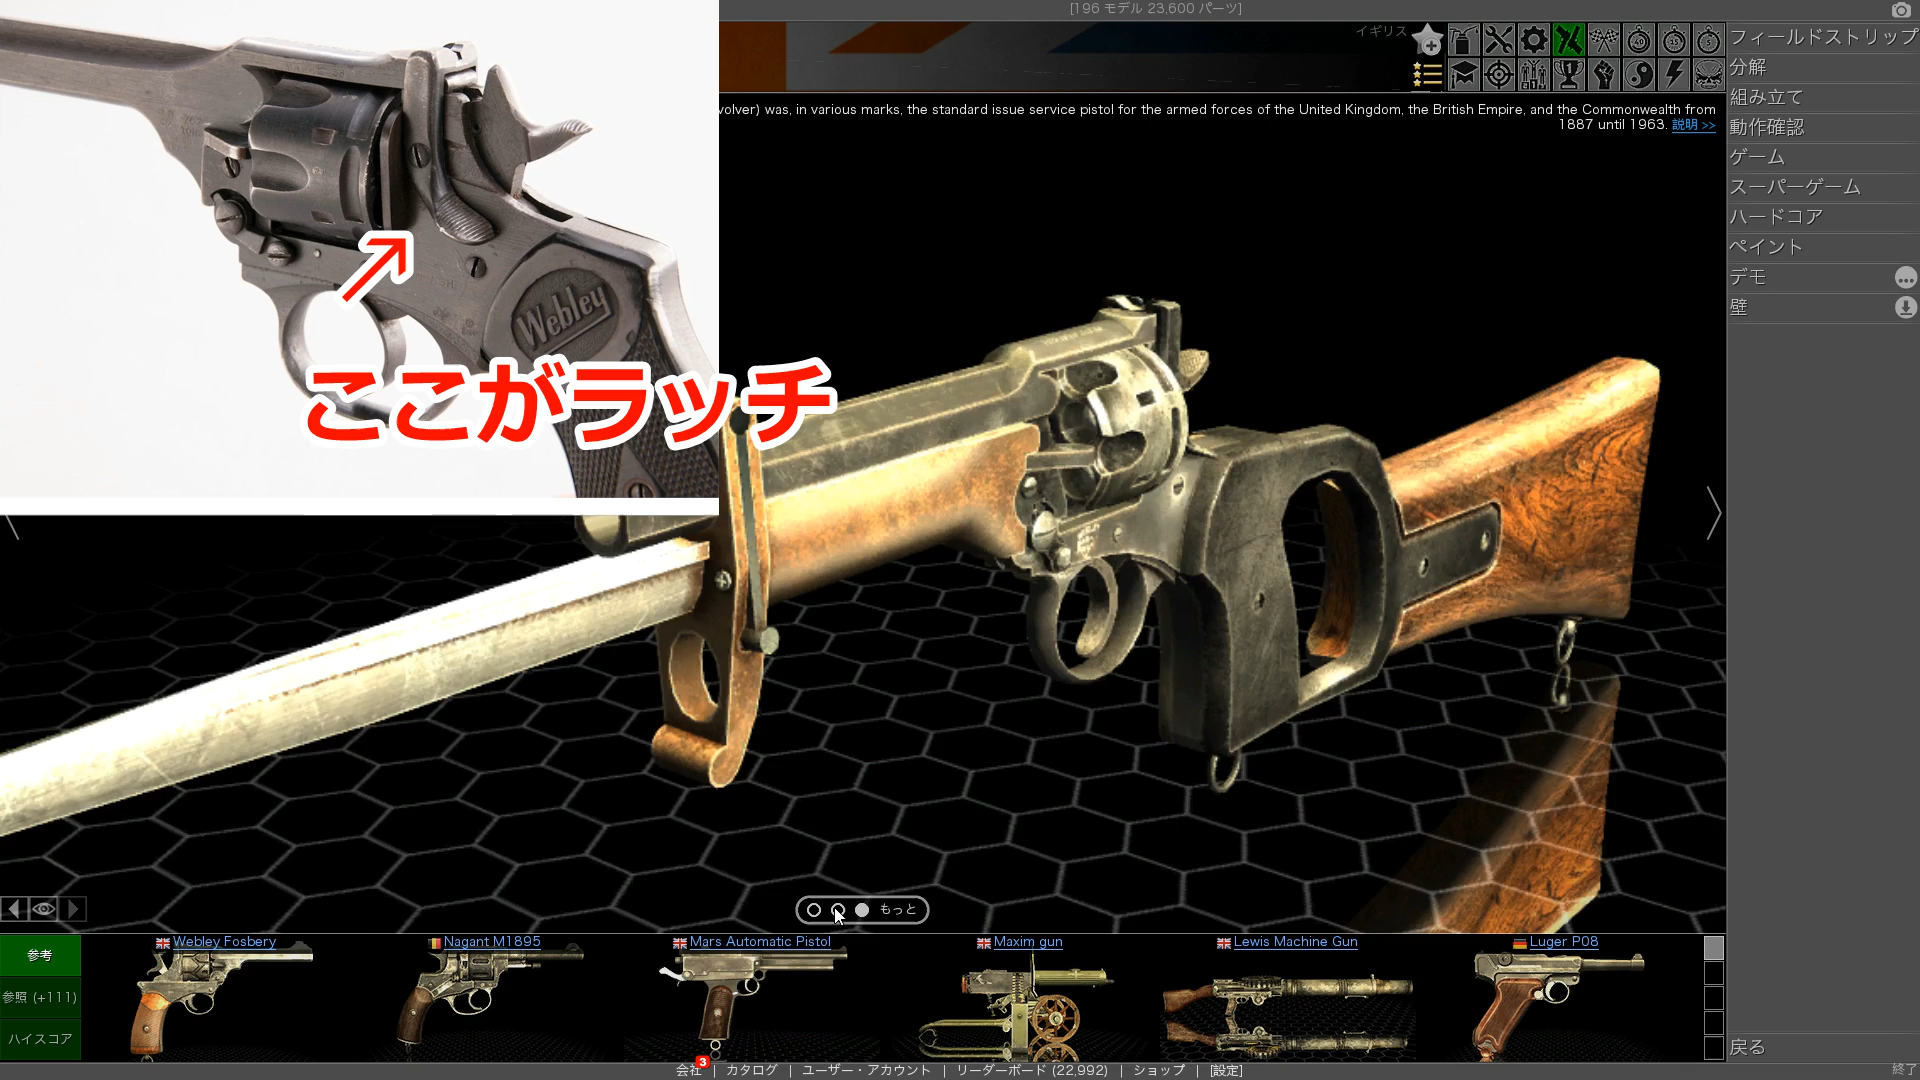 [196 モデル 23,600 パーツ]
イギリス
volver) was, in various marks, the standard issue service pistol for the armed forces of the United Kingdom, the British Empire, and the Commonwealth from
1887 until 1963. 説明 >>
フィールドストリップ
分解
組み立て
動作確認
ゲーム
スーパーゲーム
ハードコア
ペイント
デモ
壁
Webley
ここがラッチ
もっと
参考
参照 (+111)
ハイスコア
Webley Fosbery
Nagant M1895
Mars Automatic Pistol
Maxim gun
Lewis Machine Gun
Luger P08
戻る
3
会社 | カタログ | ユーザー・アカウント | リーダーボード (22,992) | ショップ | [設定]
終了